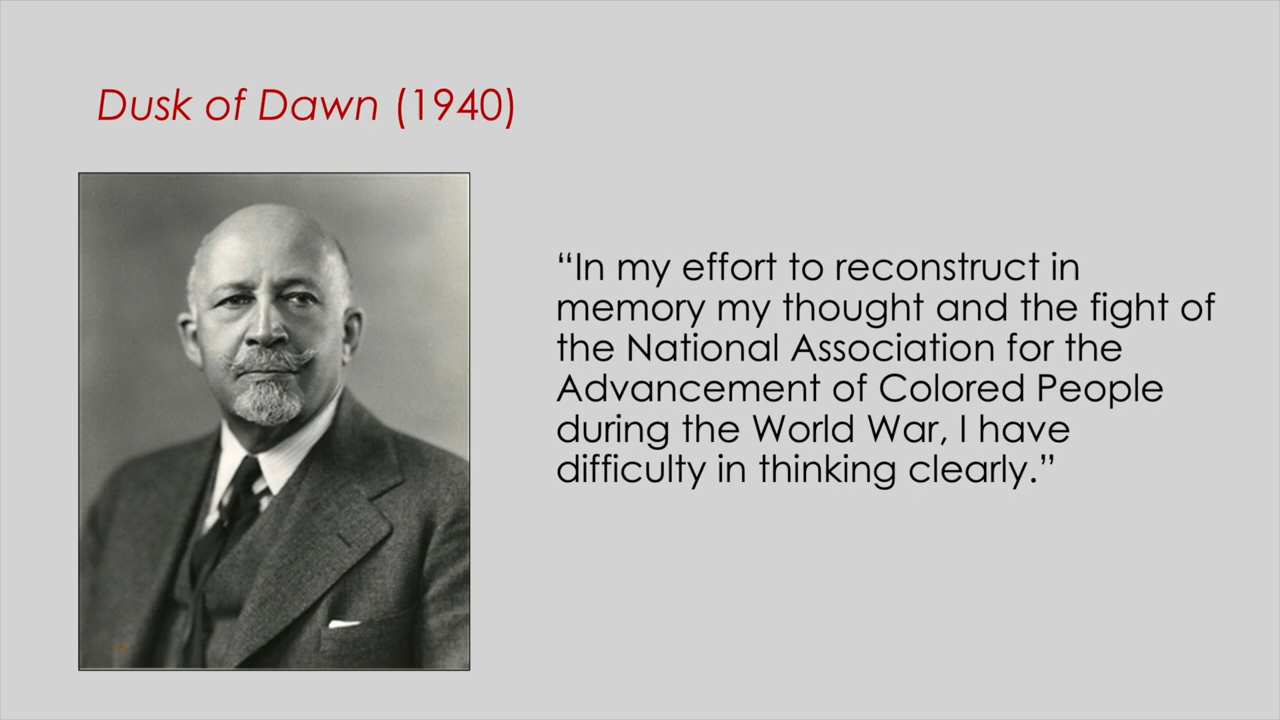 Dusk of Dawn (1940)
“In my effort to reconstruct in
memory my thought and the fight of
the National Association for the
Advancement of Colored People
during the World War, I have
difficulty in thinking clearly.”